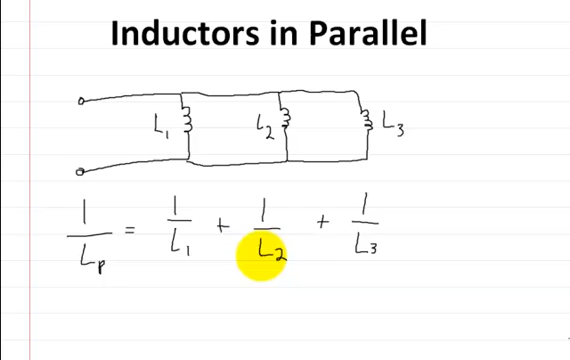 Inductors in Parallel
L₁ L₂ L₃
1/Lₚ = 1/L₁ + 1/L₂ + 1/L₃